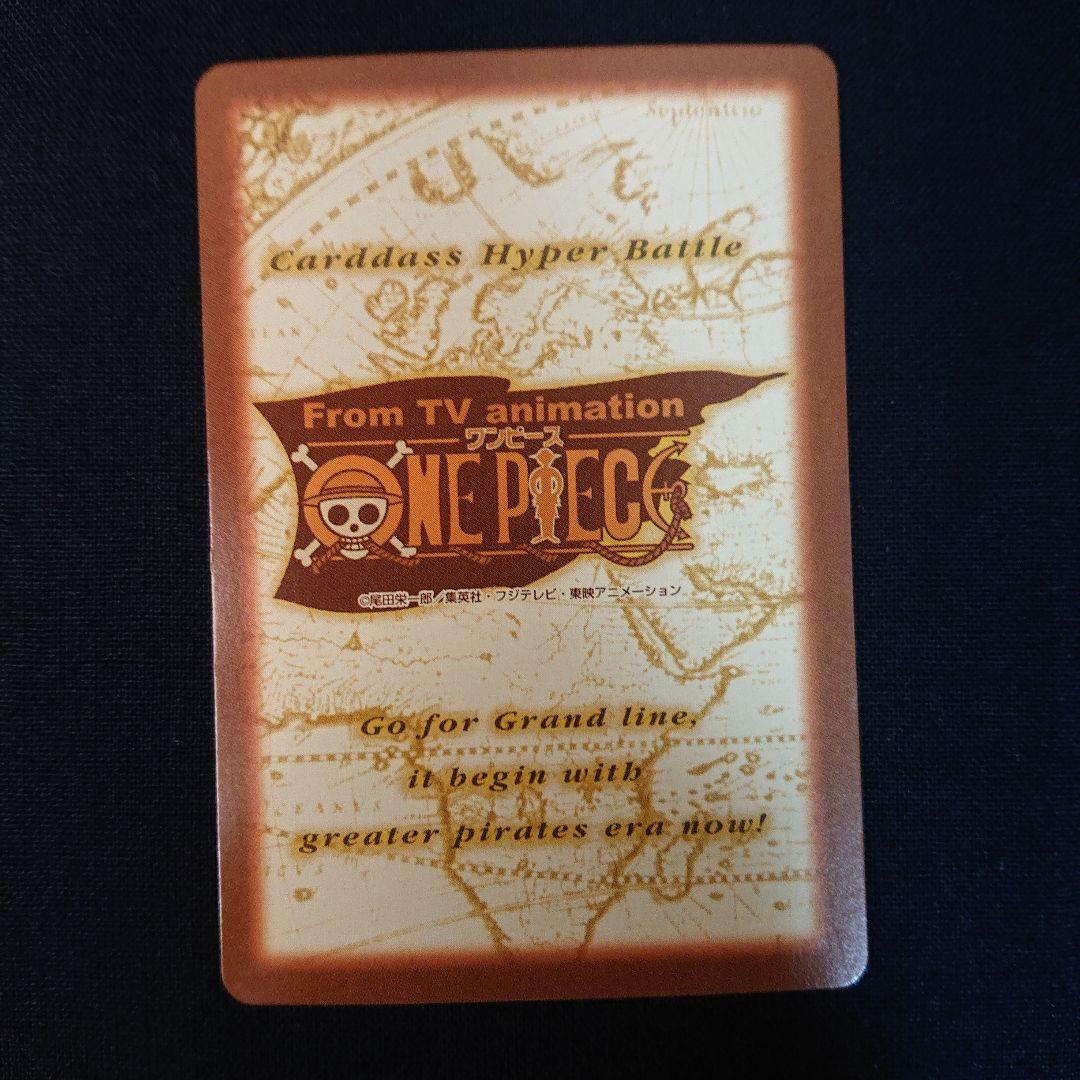 Septentrio
Carddass Hyper Battle
From TV animation
ワンピース
ONE PIECE
©尾田栄一郎／集英社・フジテレビ・東映アニメーション
Go for Grand line,
it begin with
greater pirates era now!